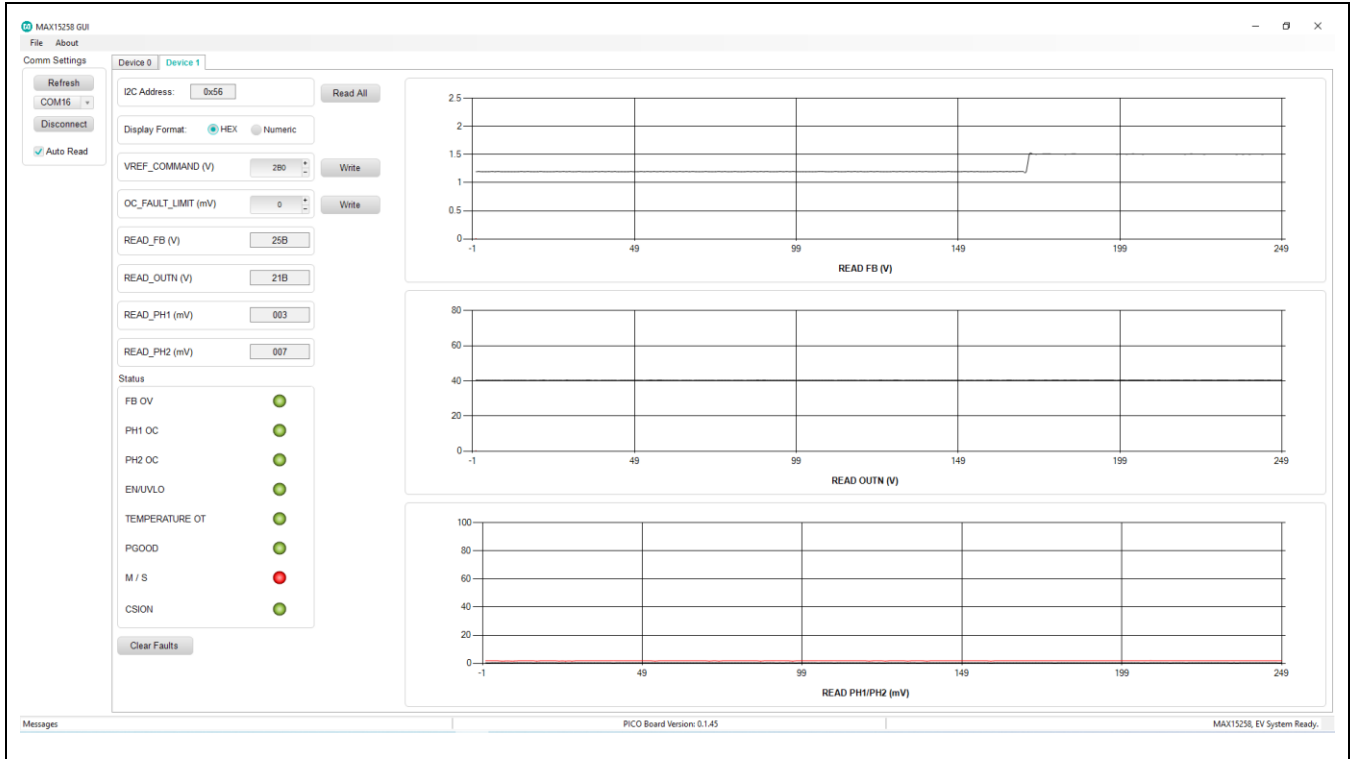 MAX15258 GUI
File About
Comm Settings
Refresh
COM16
Disconnect
Auto Read
Device 0 Device 1
I2C Address: 0x56 Read All
Display Format: HEX Numeric
VREF_COMMAND (V) 2B0 Write
OC_FAULT_LIMIT (mV) 0 Write
READ_FB (V) 25B
READ_OUTN (V) 21B
READ_PH1 (mV) 003
READ_PH2 (mV) 007
Status
FB OV
PH1 OC
PH2 OC
EN/UVLO
TEMPERATURE OT
PGOOD
M / S
CSION
Clear Faults
2.5
2
1.5
1
0.5
0
-1 49 99 149 199 249
READ FB (V)
80
60
40
20
0
-1 49 99 149 199 249
READ OUTN (V)
100
80
60
40
20
0
-1 49 99 149 199 249
READ PH1/PH2 (mV)
Messages PICO Board Version: 0.1.45 MAX15258, EV System Ready.